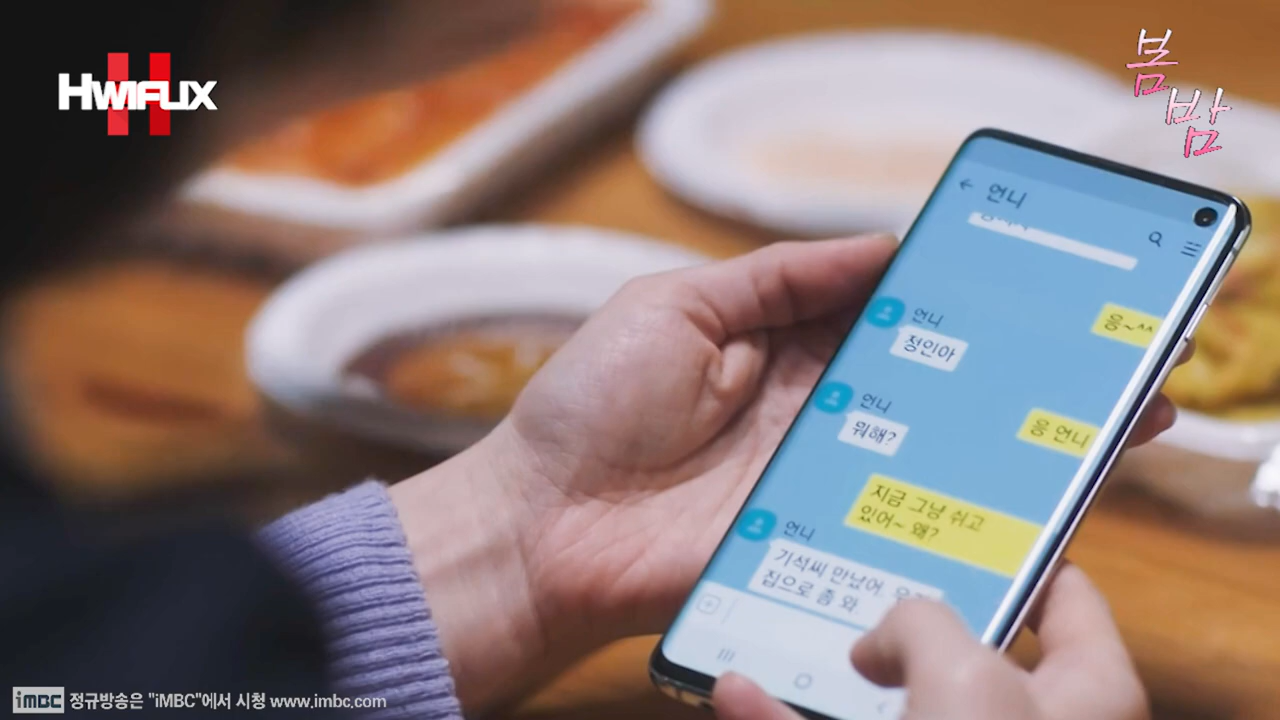 HWIFLIX
봄
밤
언니
응~^^
언니
정인아
응 언니
언니
뭐해?
지금 그냥 쉬고
있어~ 왜?
언니
기석씨 만났어.
집으로 좀 와.
iMBC 정규방송은 "iMBC"에서 시청 www.imbc.com